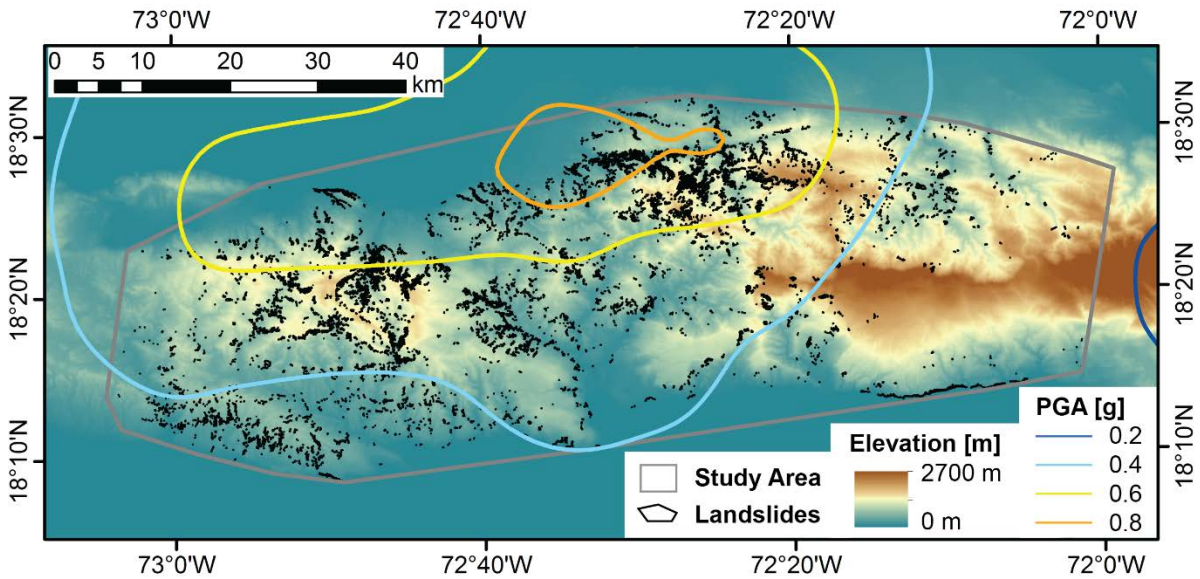 73°0'W 72°40'W 72°20'W 72°0'W
0 5 10 20 30 40
km
18°30'N 18°30'N
18°20'N 18°20'N
18°10'N 18°10'N
PGA [g]
0.2
0.4
0.6
0.8
Elevation [m]
2700 m
0 m
Study Area
Landslides
73°0'W 72°40'W 72°20'W 72°0'W